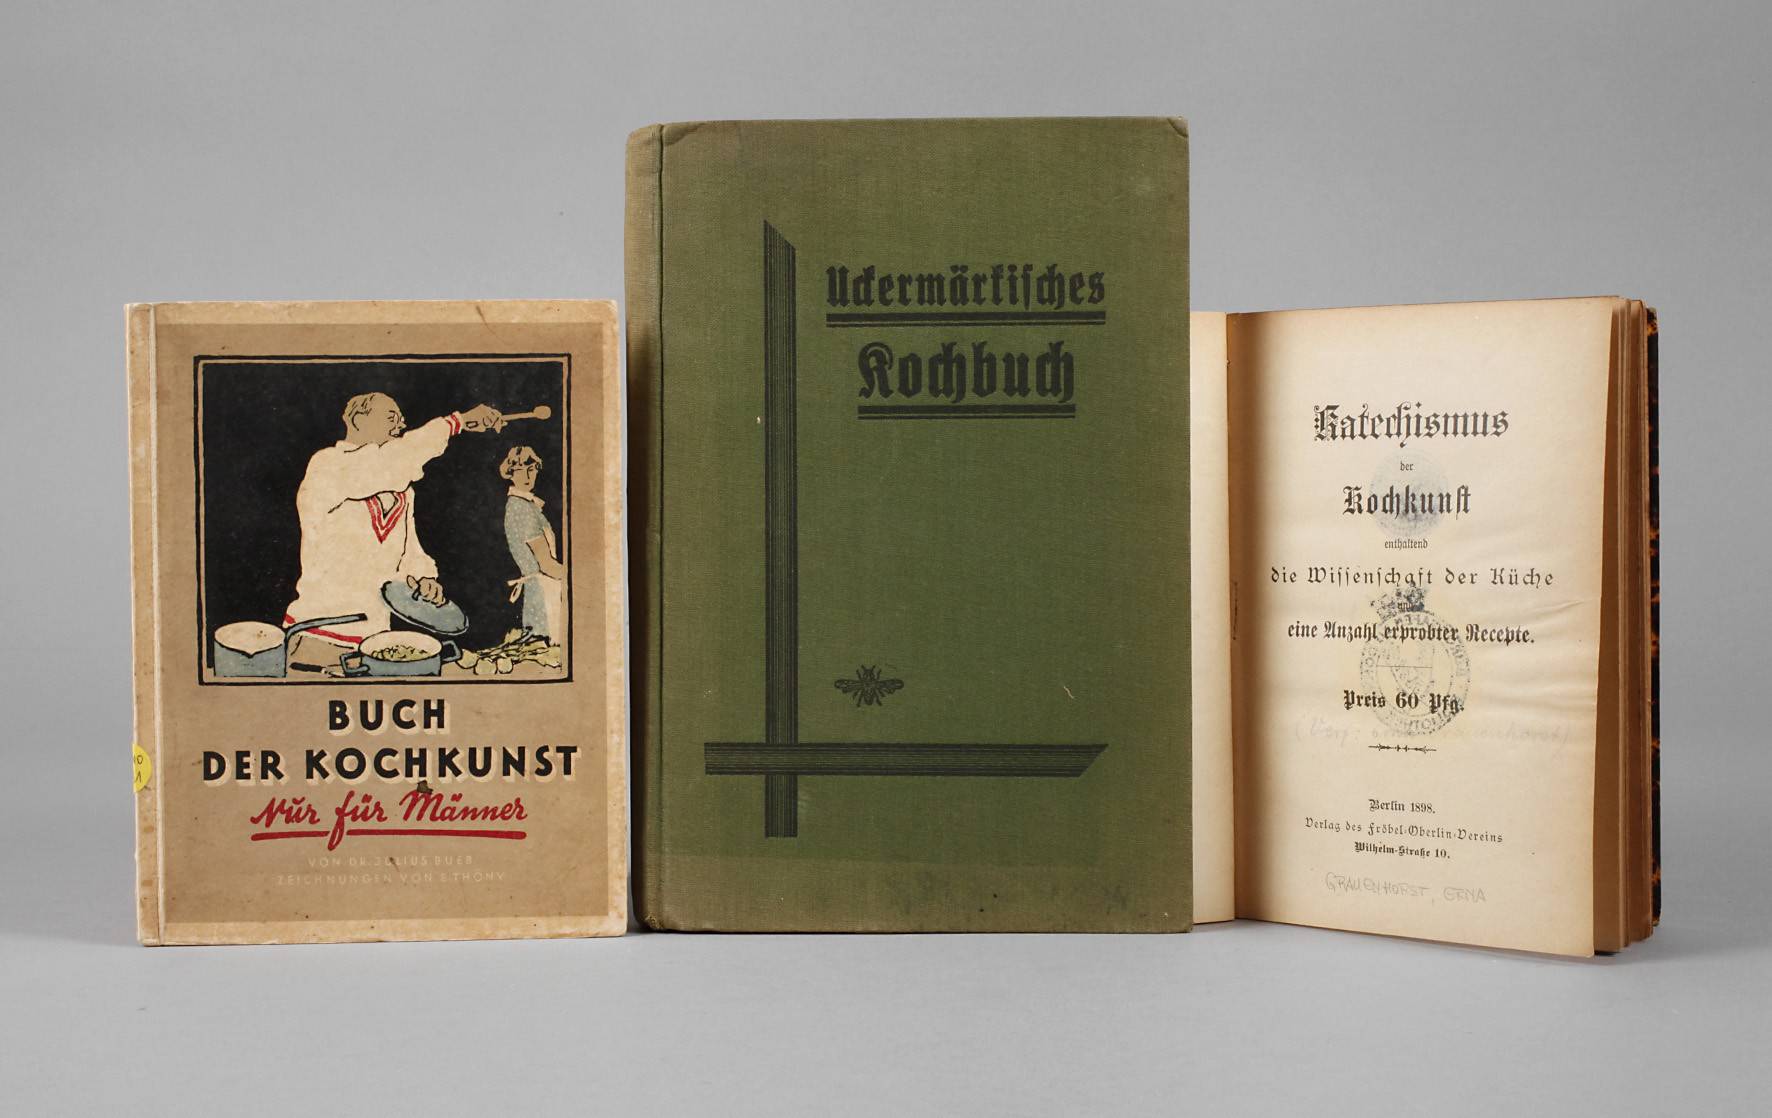 BUCH
DER KOCHKUNST
Nur für Männer
VON DR. JULIUS BUEB
ZEICHNUNGEN VON E. THÖNY
Uckermärkiſches
Kochbuch
Katechismus
der
Kochkunſt
enthaltend
die Wiſſenſchaft der Küche
und
eine Anzahl erprobter Recepte.
Preis 60 Pfg.
Berlin 1898.
Verlag des Fröbel-Oberlin-Vereins
Wilhelm-Straße 10.
GRAUENHORST, ERNA